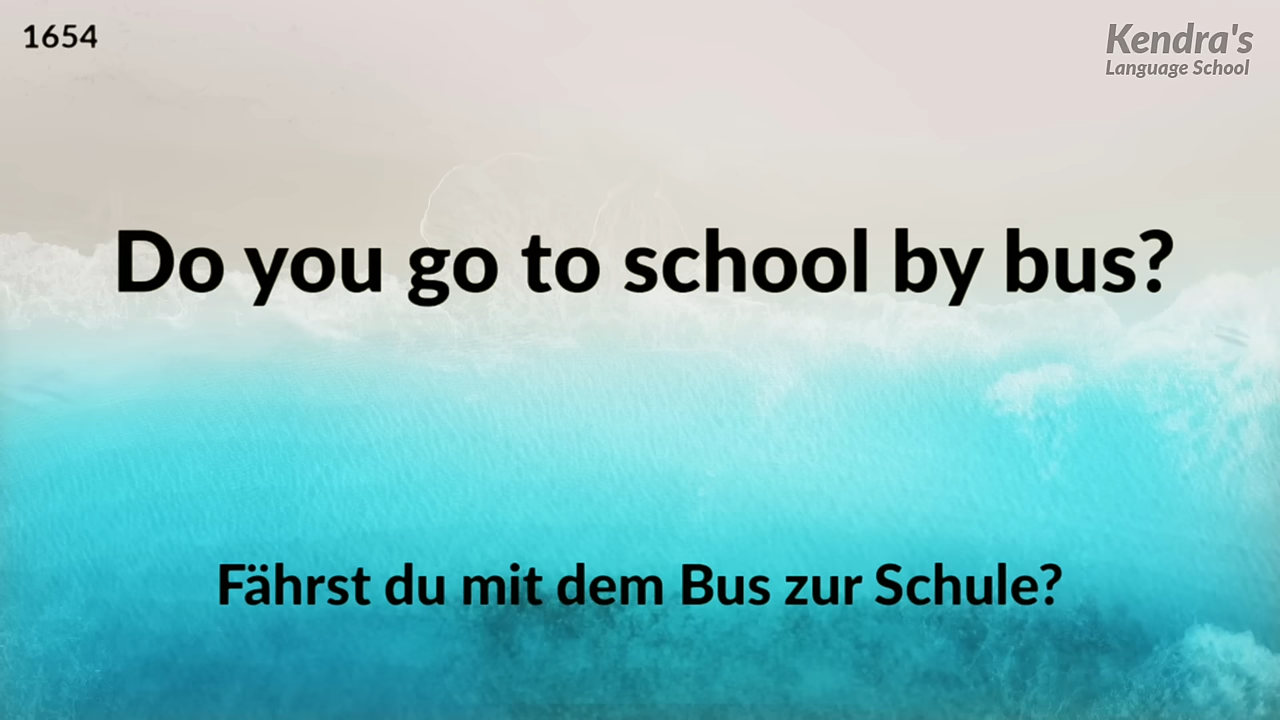 1654
Kendra's
Language School
Do you go to school by bus?
Fährst du mit dem Bus zur Schule?